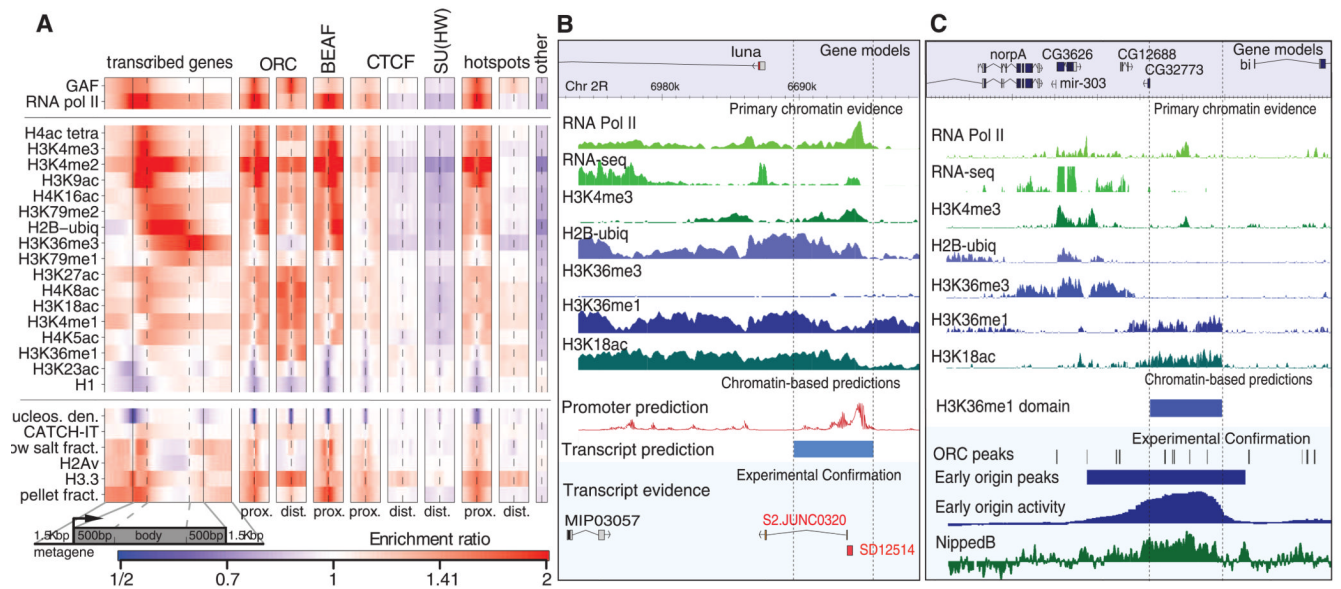 A
transcribed genes
ORC
BEAF
CTCF
SU(HW)
hotspots
other
GAF
RNA pol II
H4ac tetra
H3K4me3
H3K4me2
H3K9ac
H4K16ac
H3K79me2
H2B-ubiq
H3K36me3
H3K79me1
H3K27ac
H4K8ac
H3K18ac
H3K4me1
H4K5ac
H3K36me1
H3K23ac
H1
ucleos. den.
CATCH-IT
ow salt fract.
H2Av
H3.3
pellet fract.
prox. dist. prox. prox. dist. dist. prox. dist.
1.5Kbp 500bp body 500bp 1.5Kbp
metagene
Enrichment ratio
1/2 0.7 1 1.41 2
B
luna Gene models
Chr 2R 6980k 6690k
Primary chromatin evidence
RNA Pol II
RNA-seq
H3K4me3
H2B-ubiq
H3K36me3
H3K36me1
H3K18ac
Chromatin-based predictions
Promoter prediction
Transcript prediction
Experimental Confirmation
Transcript evidence
MIP03057 S2.JUNC0320
SD12514
C
norpA CG3626 CG12688 Gene models
mir-303 CG32773 bi
Primary chromatin evidence
RNA Pol II
RNA-seq
H3K4me3
H2B-ubiq
H3K36me3
H3K36me1
H3K18ac
Chromatin-based predictions
H3K36me1 domain
Experimental Confirmation
ORC peaks
Early origin peaks
Early origin activity
NippedB